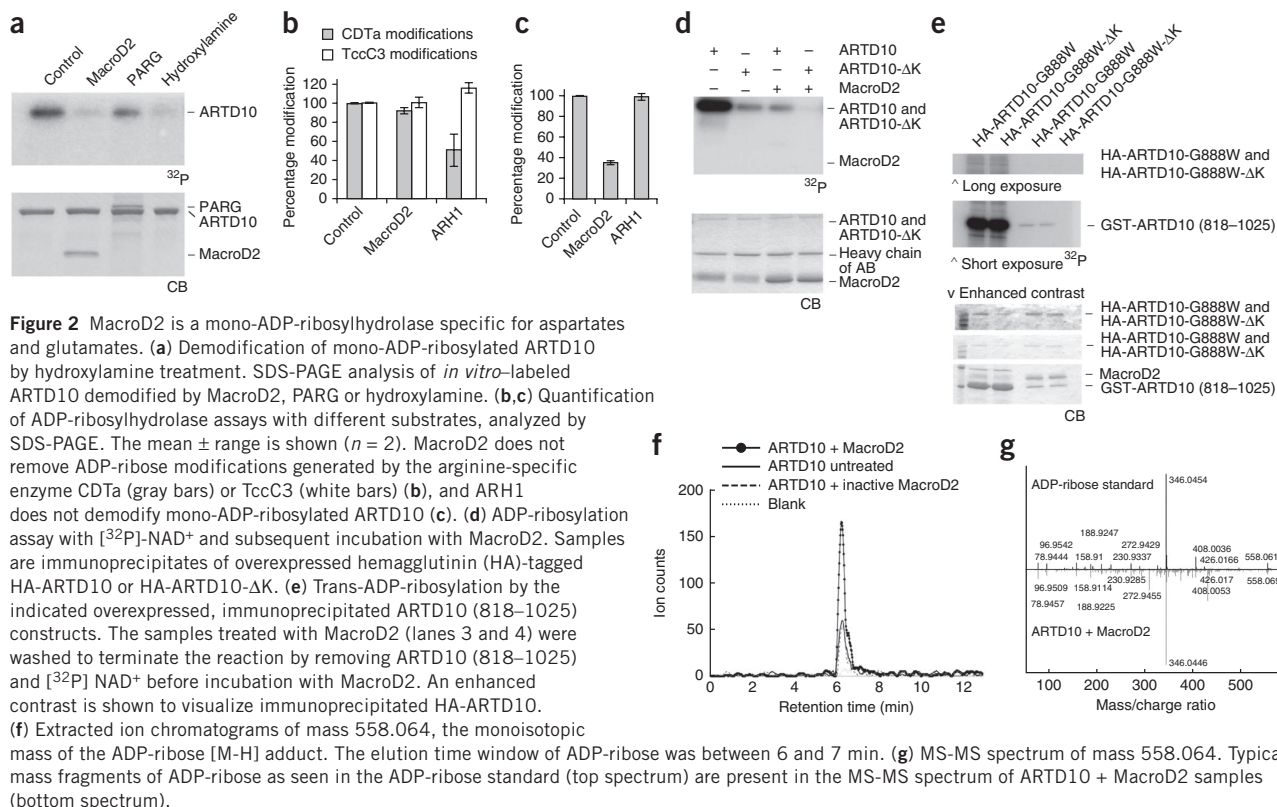 a
Control
MacroD2
PARG
Hydroxylamine
ARTD10
32P
PARG
ARTD10
MacroD2
CB
b
CDTa modifications
TccC3 modifications
Percentage modification
120
100
80
60
40
20
0
Control
MacroD2
ARH1
c
Percentage modification
100
80
60
40
20
0
Control
MacroD2
ARH1
d
+ – + – ARTD10
– + – + ARTD10-ΔK
– – + + MacroD2
ARTD10 and
ARTD10-ΔK
MacroD2
32P
ARTD10 and
ARTD10-ΔK
Heavy chain
of AB
MacroD2
CB
e
HA-ARTD10-G888W
HA-ARTD10-G888W-ΔK
HA-ARTD10-G888W
HA-ARTD10-G888W-ΔK
HA-ARTD10-G888W and
HA-ARTD10-G888W-ΔK
^ Long exposure
GST-ARTD10 (818–1025)
^ Short exposure 32P
v Enhanced contrast
HA-ARTD10-G888W and
HA-ARTD10-G888W-ΔK
HA-ARTD10-G888W and
HA-ARTD10-G888W-ΔK
MacroD2
GST-ARTD10 (818–1025)
CB
Figure 2 MacroD2 is a mono-ADP-ribosylhydrolase specific for aspartates
and glutamates. (a) Demodification of mono-ADP-ribosylated ARTD10
by hydroxylamine treatment. SDS-PAGE analysis of in vitro–labeled
ARTD10 demodified by MacroD2, PARG or hydroxylamine. (b,c) Quantification
of ADP-ribosylhydrolase assays with different substrates, analyzed by
SDS-PAGE. The mean ± range is shown (n = 2). MacroD2 does not
remove ADP-ribose modifications generated by the arginine-specific
enzyme CDTa (gray bars) or TccC3 (white bars) (b), and ARH1
does not demodify mono-ADP-ribosylated ARTD10 (c). (d) ADP-ribosylation
assay with [32P]-NAD+ and subsequent incubation with MacroD2. Samples
are immunoprecipitates of overexpressed hemagglutinin (HA)-tagged
HA-ARTD10 or HA-ARTD10-ΔK. (e) Trans-ADP-ribosylation by the
indicated overexpressed, immunoprecipitated ARTD10 (818–1025)
constructs. The samples treated with MacroD2 (lanes 3 and 4) were
washed to terminate the reaction by removing ARTD10 (818–1025)
and [32P] NAD+ before incubation with MacroD2. An enhanced
contrast is shown to visualize immunoprecipitated HA-ARTD10.
(f) Extracted ion chromatograms of mass 558.064, the monoisotopic
mass of the ADP-ribose [M-H] adduct. The elution time window of ADP-ribose was between 6 and 7 min. (g) MS-MS spectrum of mass 558.064. Typica
mass fragments of ADP-ribose as seen in the ADP-ribose standard (top spectrum) are present in the MS-MS spectrum of ARTD10 + MacroD2 samples
(bottom spectrum).
f
ARTD10 + MacroD2
ARTD10 untreated
ARTD10 + inactive MacroD2
Blank
Ion counts
200
150
100
50
0
0 2 4 6 8 10 12
Retention time (min)
g
ADP-ribose standard
346.0454
188.9247
96.9542
272.9429
408.0036
78.9444
158.91
230.9337
426.0166
558.061
96.9509
158.9114
230.9285
426.017
558.069
78.9457
188.9225
272.9455
408.0053
ARTD10 + MacroD2
346.0446
100 200 300 400 500
Mass/charge ratio